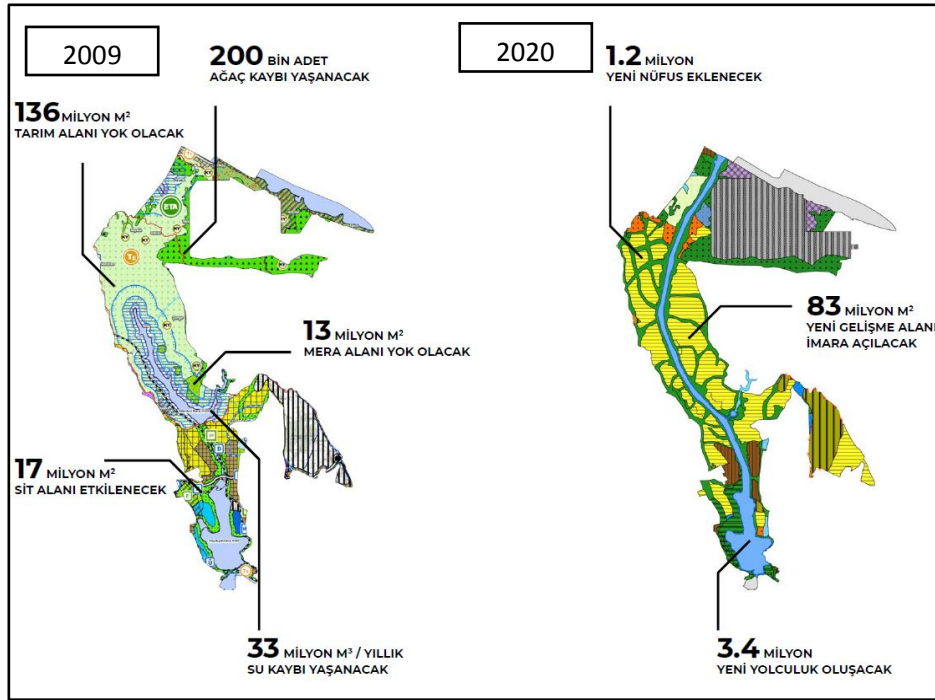 2009
200 BİN ADET
AĞAÇ KAYBI YAŞANACAK
136 MİLYON M²
TARIM ALANI YOK OLACAK
ETA
13 MİLYON M²
MERA ALANI YOK OLACAK
17 MİLYON M²
SİT ALANI ETKİLENECEK
33 MİLYON M³ / YILLIK
SU KAYBI YAŞANACAK
2020
1.2 MİLYON
YENİ NÜFUS EKLENECEK
83 MİLYON M²
YENİ GELİŞME ALANI
İMARA AÇILACAK
3.4 MİLYON
YENİ YOLCULUK OLUŞACAK